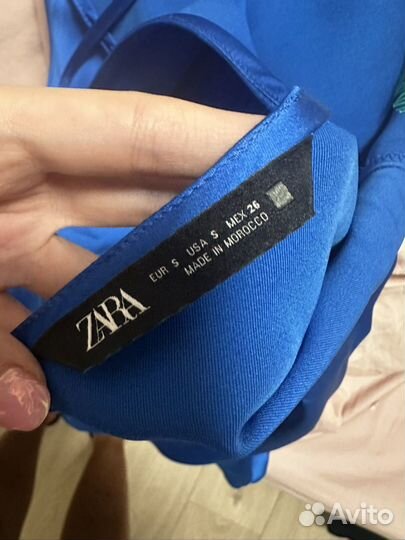 ZARA
EUR S USA S MEX 26
MADE IN MOROCCO
Avito